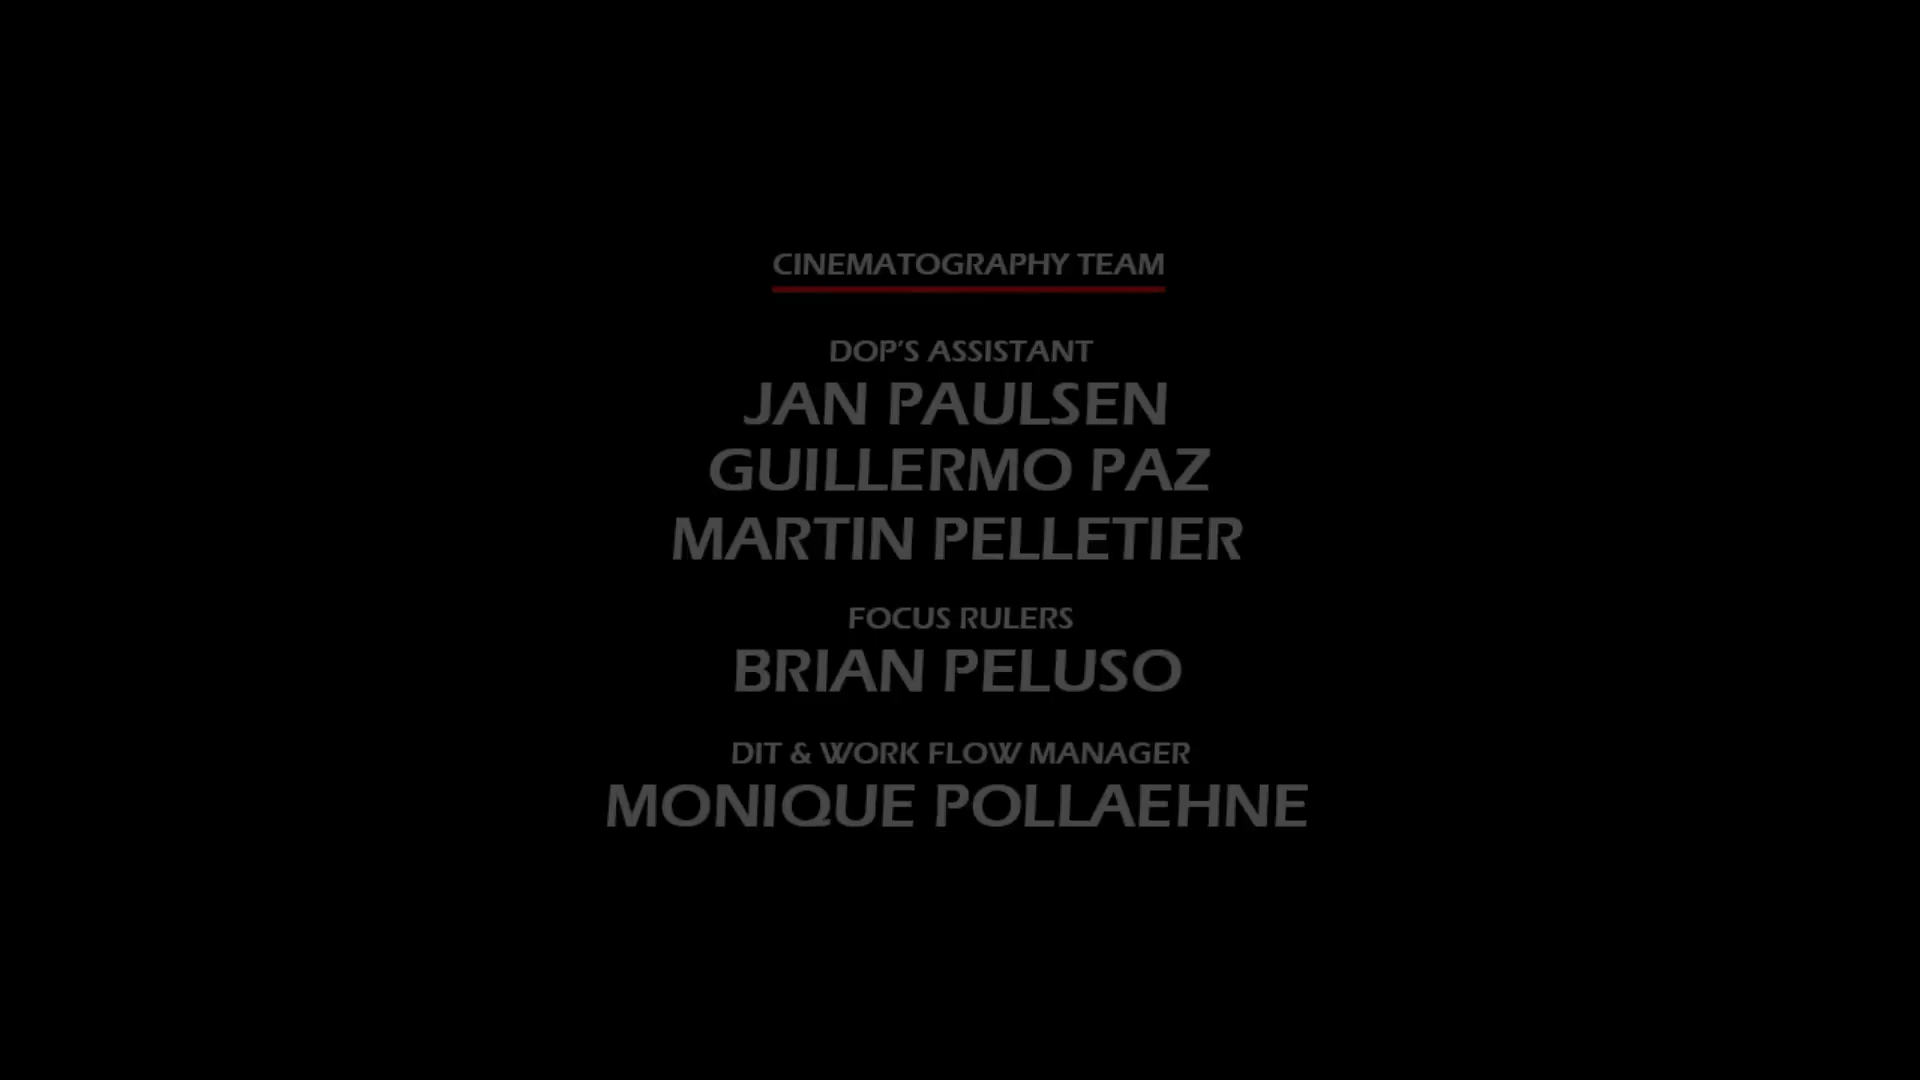 CINEMATOGRAPHY TEAM
DOP'S ASSISTANT
JAN PAULSEN
GUILLERMO PAZ
MARTIN PELLETIER
FOCUS RULERS
BRIAN PELUSO
DIT & WORK FLOW MANAGER
MONIQUE POLLAEHNE